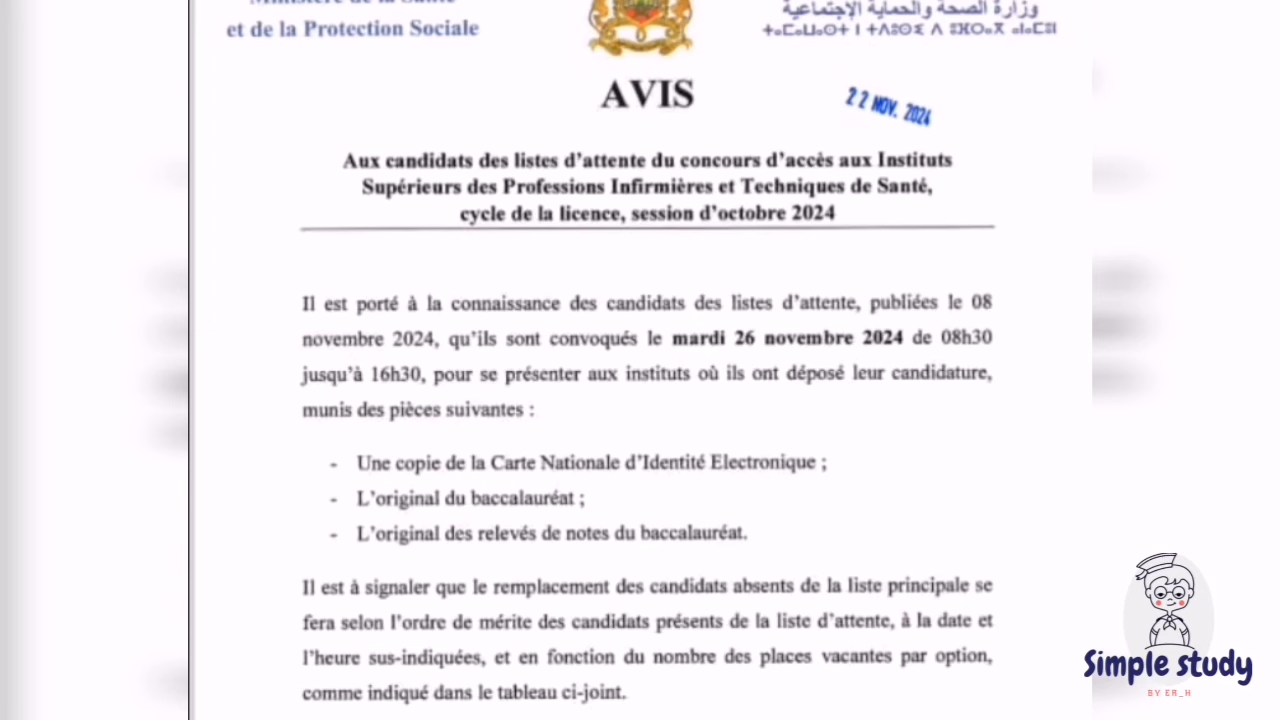 et de la Protection Sociale
وزارة الصحة والحماية الإجتماعية
ⵜⴰⵎⴰⵡⴰⵙⵜ ⵏ ⵜⴷⵓⵙⵉ ⴷ ⵓⴼⵔⴰⴳ ⴰⵏⴰⵎⵓⵏ
AVIS
22 NOV. 2024
Aux candidats des listes d'attente du concours d'accès aux Instituts
Supérieurs des Professions Infirmières et Techniques de Santé,
cycle de la licence, session d'octobre 2024
Il est porté à la connaissance des candidats des listes d'attente, publiées le 08
novembre 2024, qu'ils sont convoqués le mardi 26 novembre 2024 de 08h30
jusqu'à 16h30, pour se présenter aux instituts où ils ont déposé leur candidature,
munis des pièces suivantes :
- Une copie de la Carte Nationale d'Identité Electronique ;
- L'original du baccalauréat ;
- L'original des relevés de notes du baccalauréat.
Il est à signaler que le remplacement des candidats absents de la liste principale se
fera selon l'ordre de mérite des candidats présents de la liste d'attente, à la date et
l'heure sus-indiquées, et en fonction du nombre des places vacantes par option,
comme indiqué dans le tableau ci-joint.
Simple study
BY ER_H